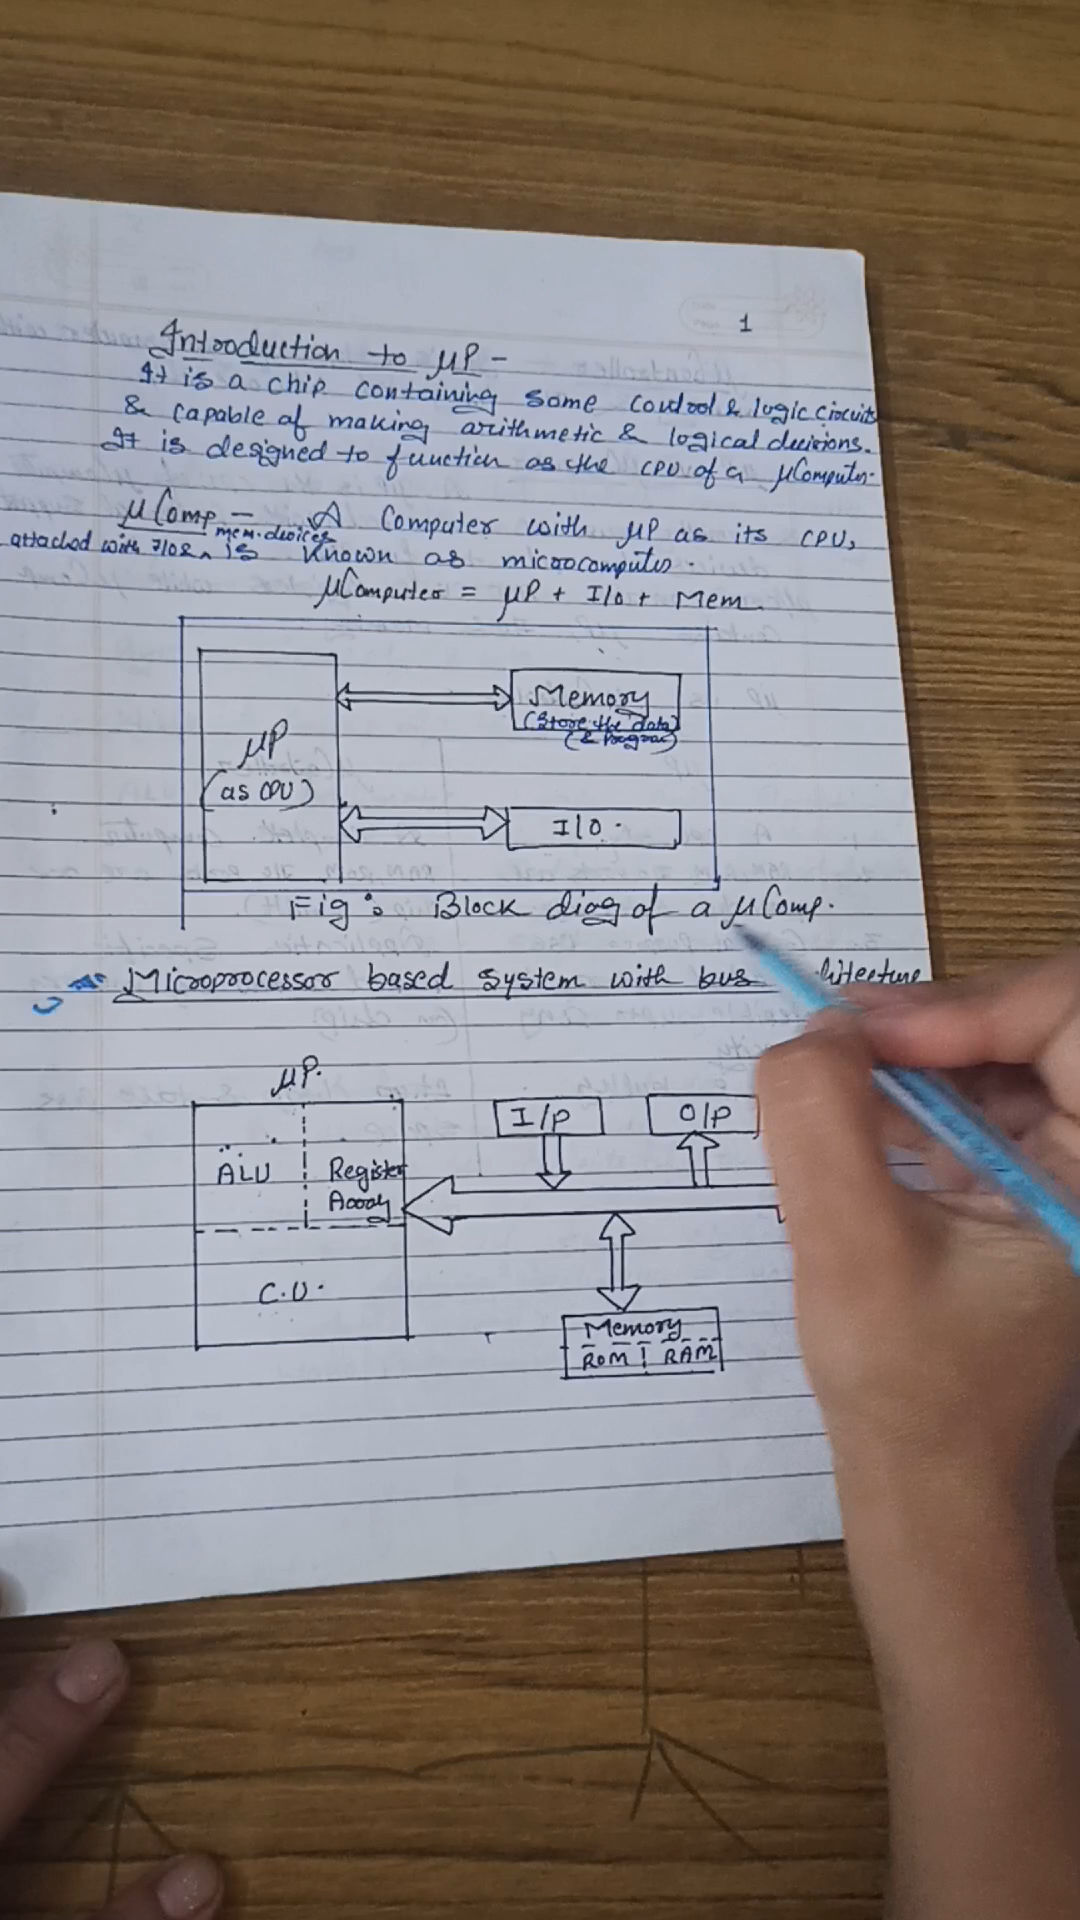 1
Introduction to μP -
It is a chip containing some control & logic circuits
& capable of making arithmetic & logical decisions.
It is designed to function as the CPU of a μComputer.
μComp - A Computer with μP as its CPU,
attached with I/O & mem. devices is known as microcomputer.
μComputer = μP + I/O + Mem
μP
(as CPU)
Memory
(Store the data
& Program)
I/O.
Fig: Block diag of a μComp.
Microprocessor based system with bus
μP.
ALU
Register
Array
C.U.
I/P
O/P
Memory
ROM | RAM